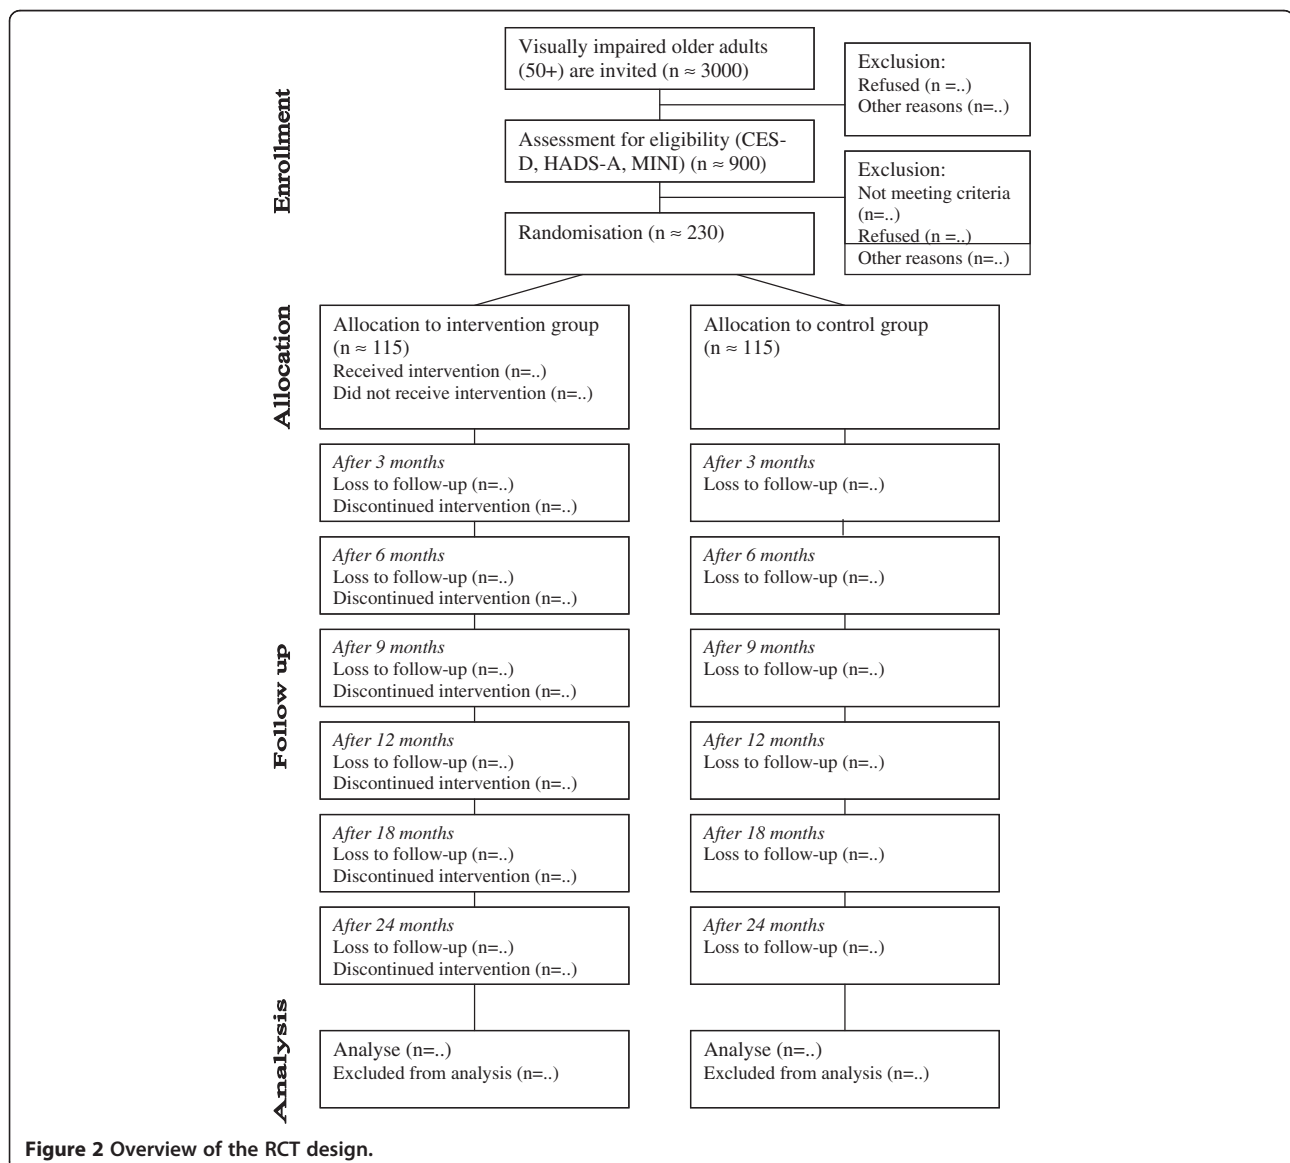 Enrollment
Visually impaired older adults
(50+) are invited (n ≈ 3000)
Exclusion:
Refused (n =..)
Other reasons (n=..)
Assessment for eligibility (CES-
D, HADS-A, MINI) (n ≈ 900)
Exclusion:
Not meeting criteria
(n=..)
Refused (n =..)
Other reasons (n=..)
Randomisation (n ≈ 230)
Allocation
Allocation to intervention group
(n ≈ 115)
Received intervention (n=..)
Did not receive intervention (n=..)
Allocation to control group
(n ≈ 115)
Follow up
After 3 months
Loss to follow-up (n=..)
Discontinued intervention (n=..)
After 3 months
Loss to follow-up (n=..)
After 6 months
Loss to follow-up (n=..)
Discontinued intervention (n=..)
After 6 months
Loss to follow-up (n=..)
After 9 months
Loss to follow-up (n=..)
Discontinued intervention (n=..)
After 9 months
Loss to follow-up (n=..)
After 12 months
Loss to follow-up (n=..)
Discontinued intervention (n=..)
After 12 months
Loss to follow-up (n=..)
After 18 months
Loss to follow-up (n=..)
Discontinued intervention (n=..)
After 18 months
Loss to follow-up (n=..)
After 24 months
Loss to follow-up (n=..)
Discontinued intervention (n=..)
After 24 months
Loss to follow-up (n=..)
Analysis
Analyse (n=..)
Excluded from analysis (n=..)
Analyse (n=..)
Excluded from analysis (n=..)
Figure 2 Overview of the RCT design.